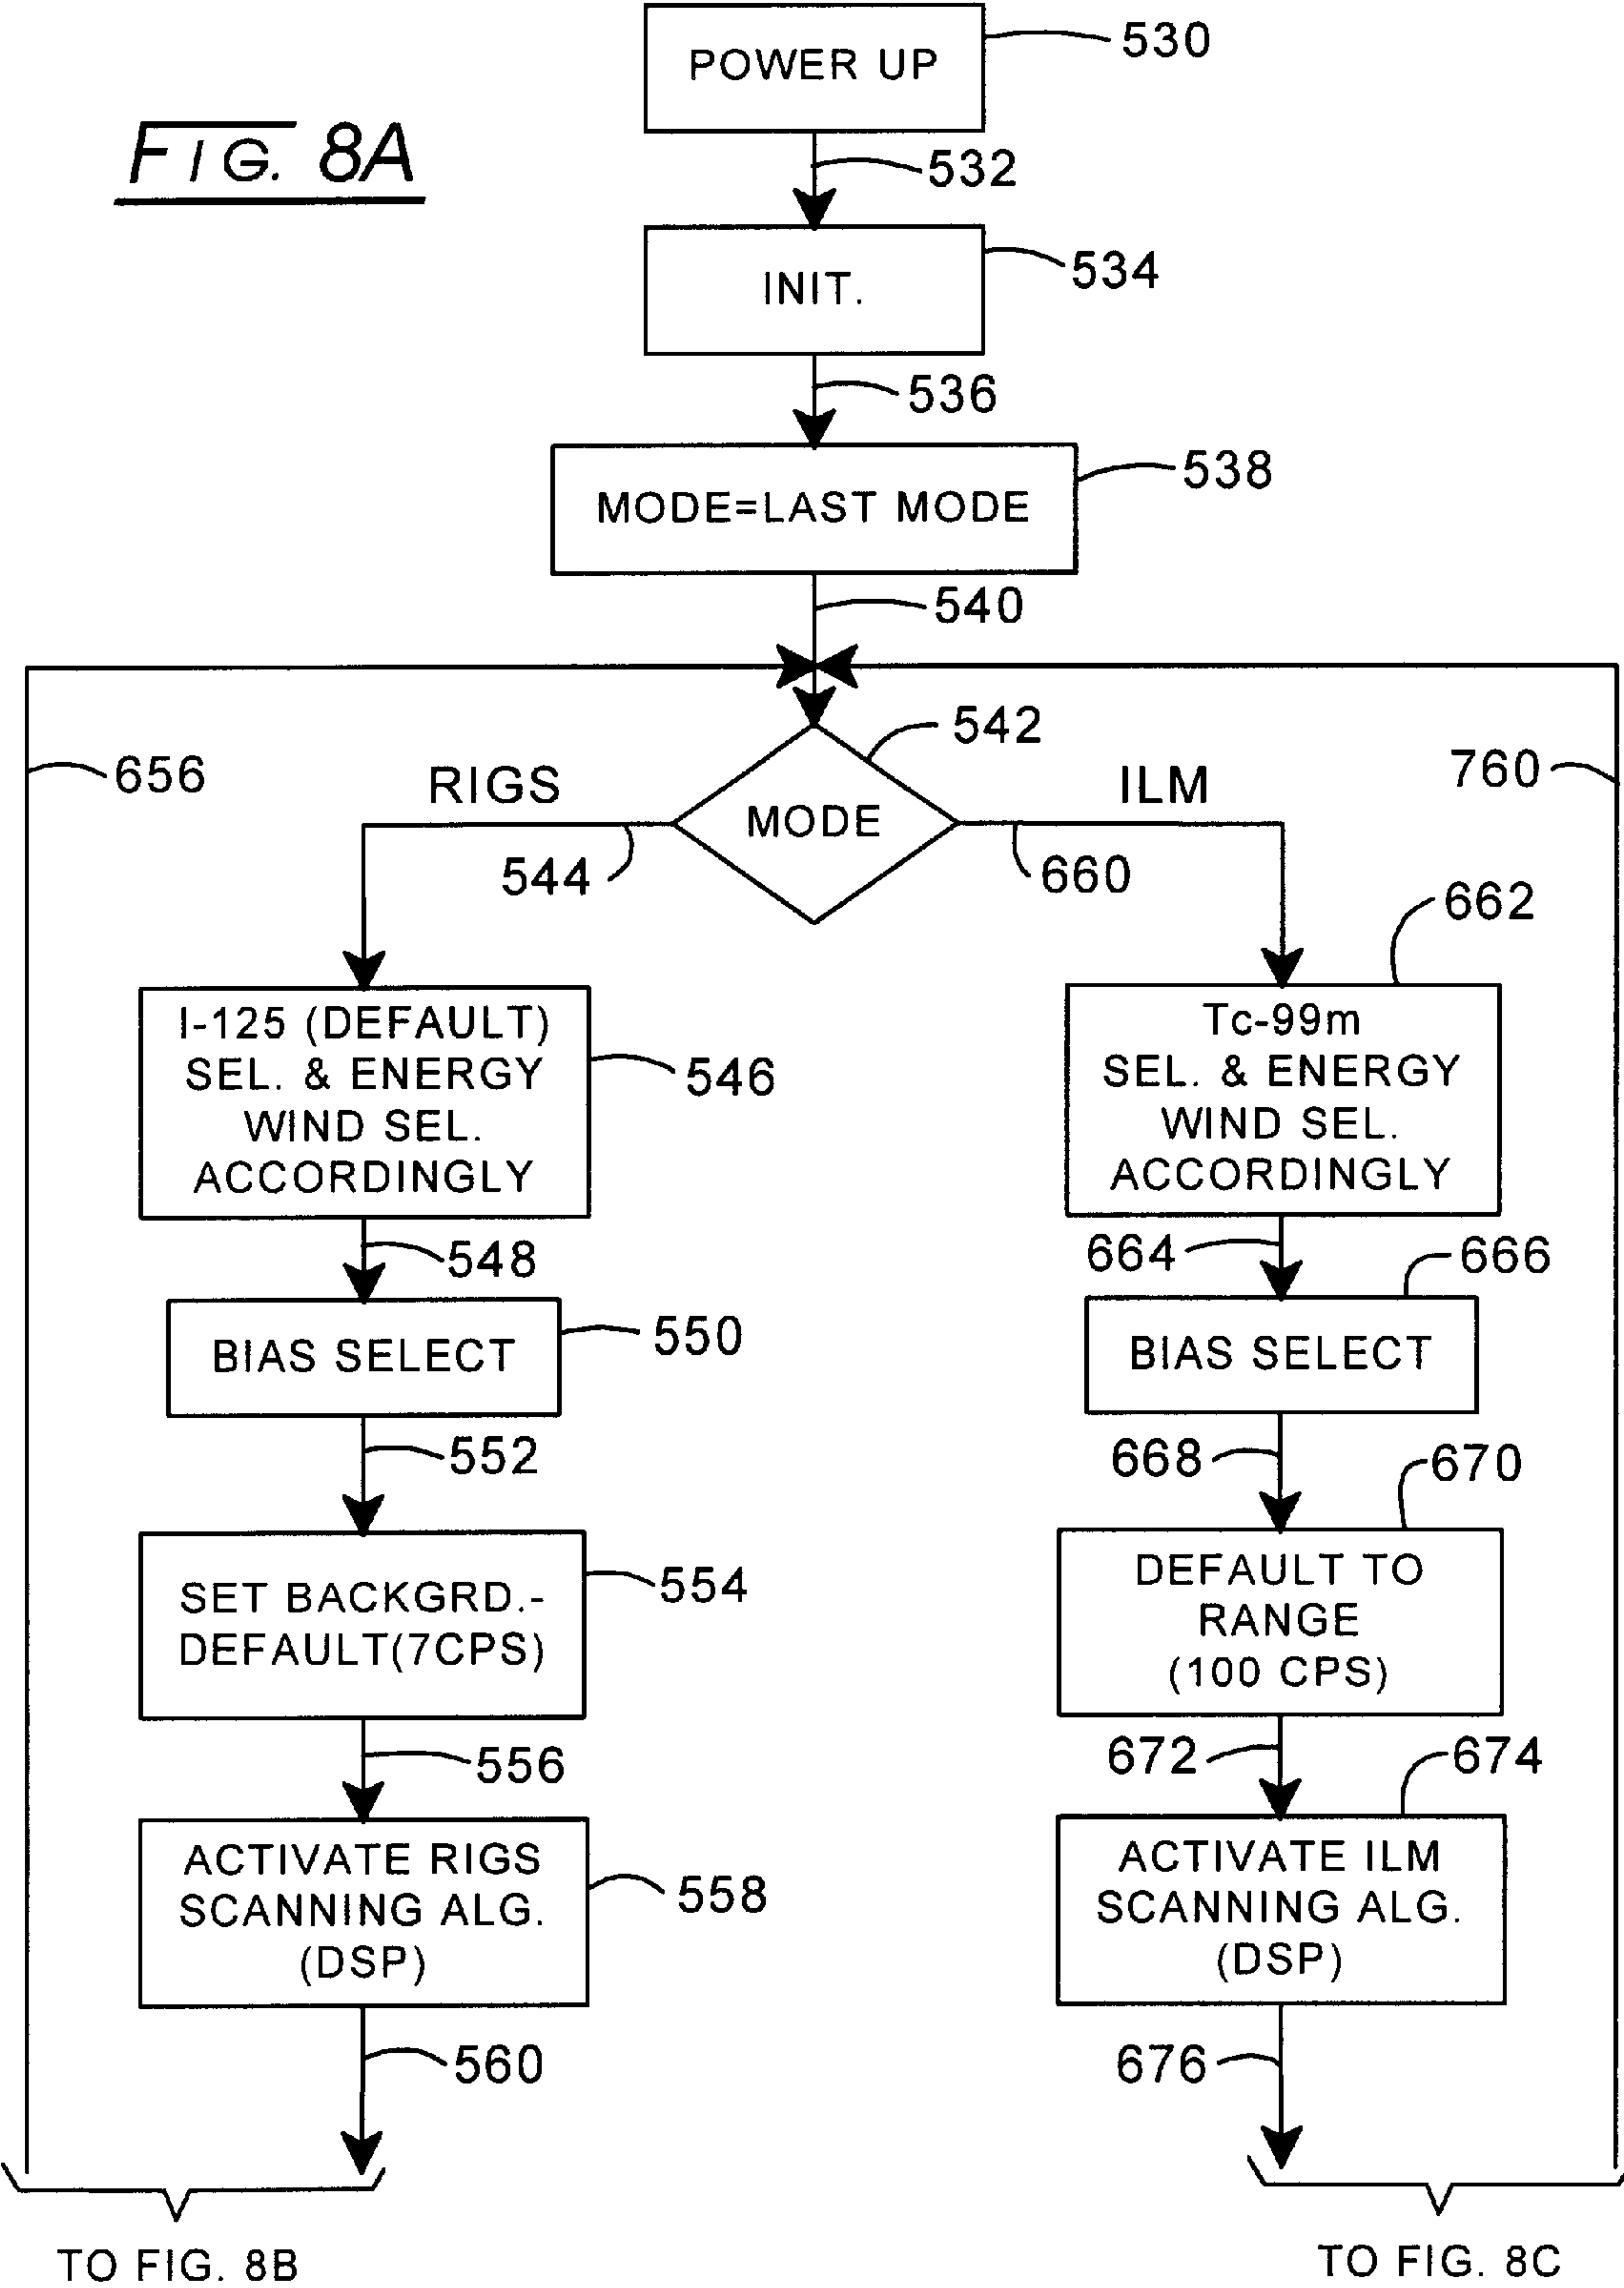 FIG. 8A
POWER UP
530
532
INIT.
534
536
MODE=LAST MODE
538
540
542
656
RIGS
MODE
ILM
760
544
660
662
I-125 (DEFAULT)
SEL. & ENERGY
WIND SEL.
ACCORDINGLY
546
Tc-99m
SEL. & ENERGY
WIND SEL.
ACCORDINGLY
548
664
666
BIAS SELECT
550
BIAS SELECT
552
668
670
SET BACKGRD.-
DEFAULT(7CPS)
554
DEFAULT TO
RANGE
(100 CPS)
556
672
674
ACTIVATE RIGS
SCANNING ALG.
(DSP)
558
ACTIVATE ILM
SCANNING ALG.
(DSP)
560
676
TO FIG. 8B
TO FIG. 8C